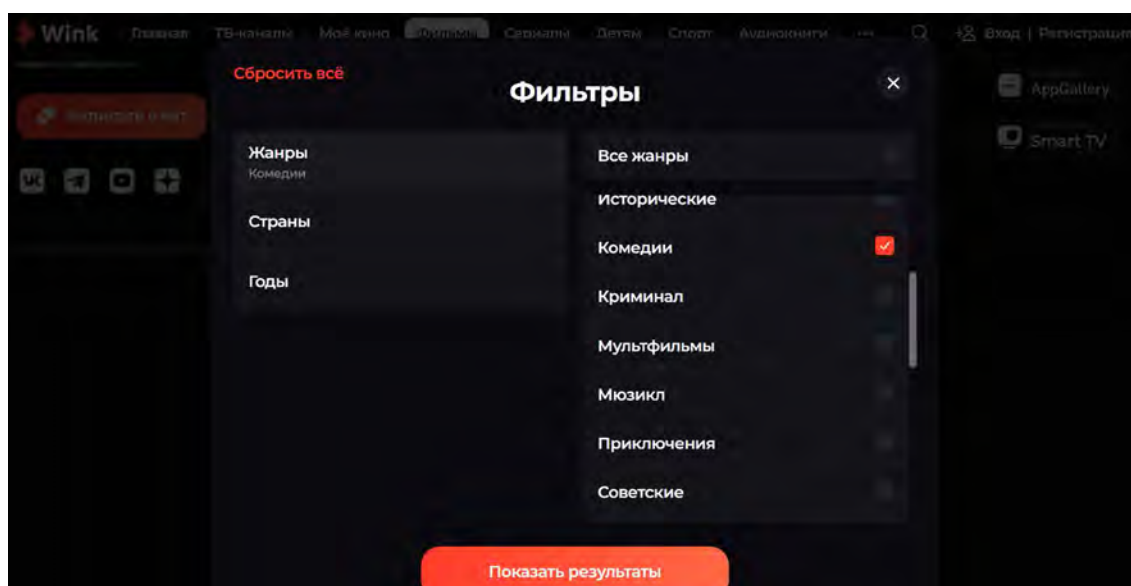 Wink Главная ТВ-каналы Моё кино Фильмы Сериалы Детям Спорт Аудиокниги ... Вход | Регистрация
Сбросить всё
Фильтры
AppGallery
Smart TV
Жанры
Комедии
Страны
Годы
Все жанры
Исторические
Комедии
Криминал
Мультфильмы
Мюзикл
Приключения
Советские
Показать результаты